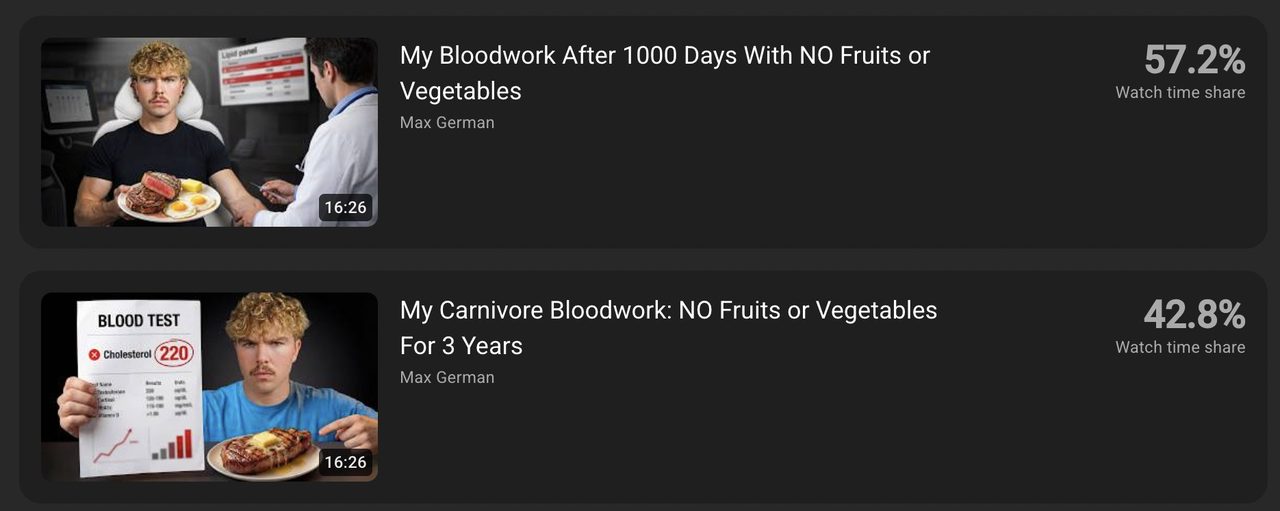 My Bloodwork After 1000 Days With NO Fruits or
Vegetables
Max German
57.2%
Watch time share
Lipid panel
16:26
My Carnivore Bloodwork: NO Fruits or Vegetables
For 3 Years
Max German
42.8%
Watch time share
BLOOD TEST
Cholesterol 220
Results Units
16:26